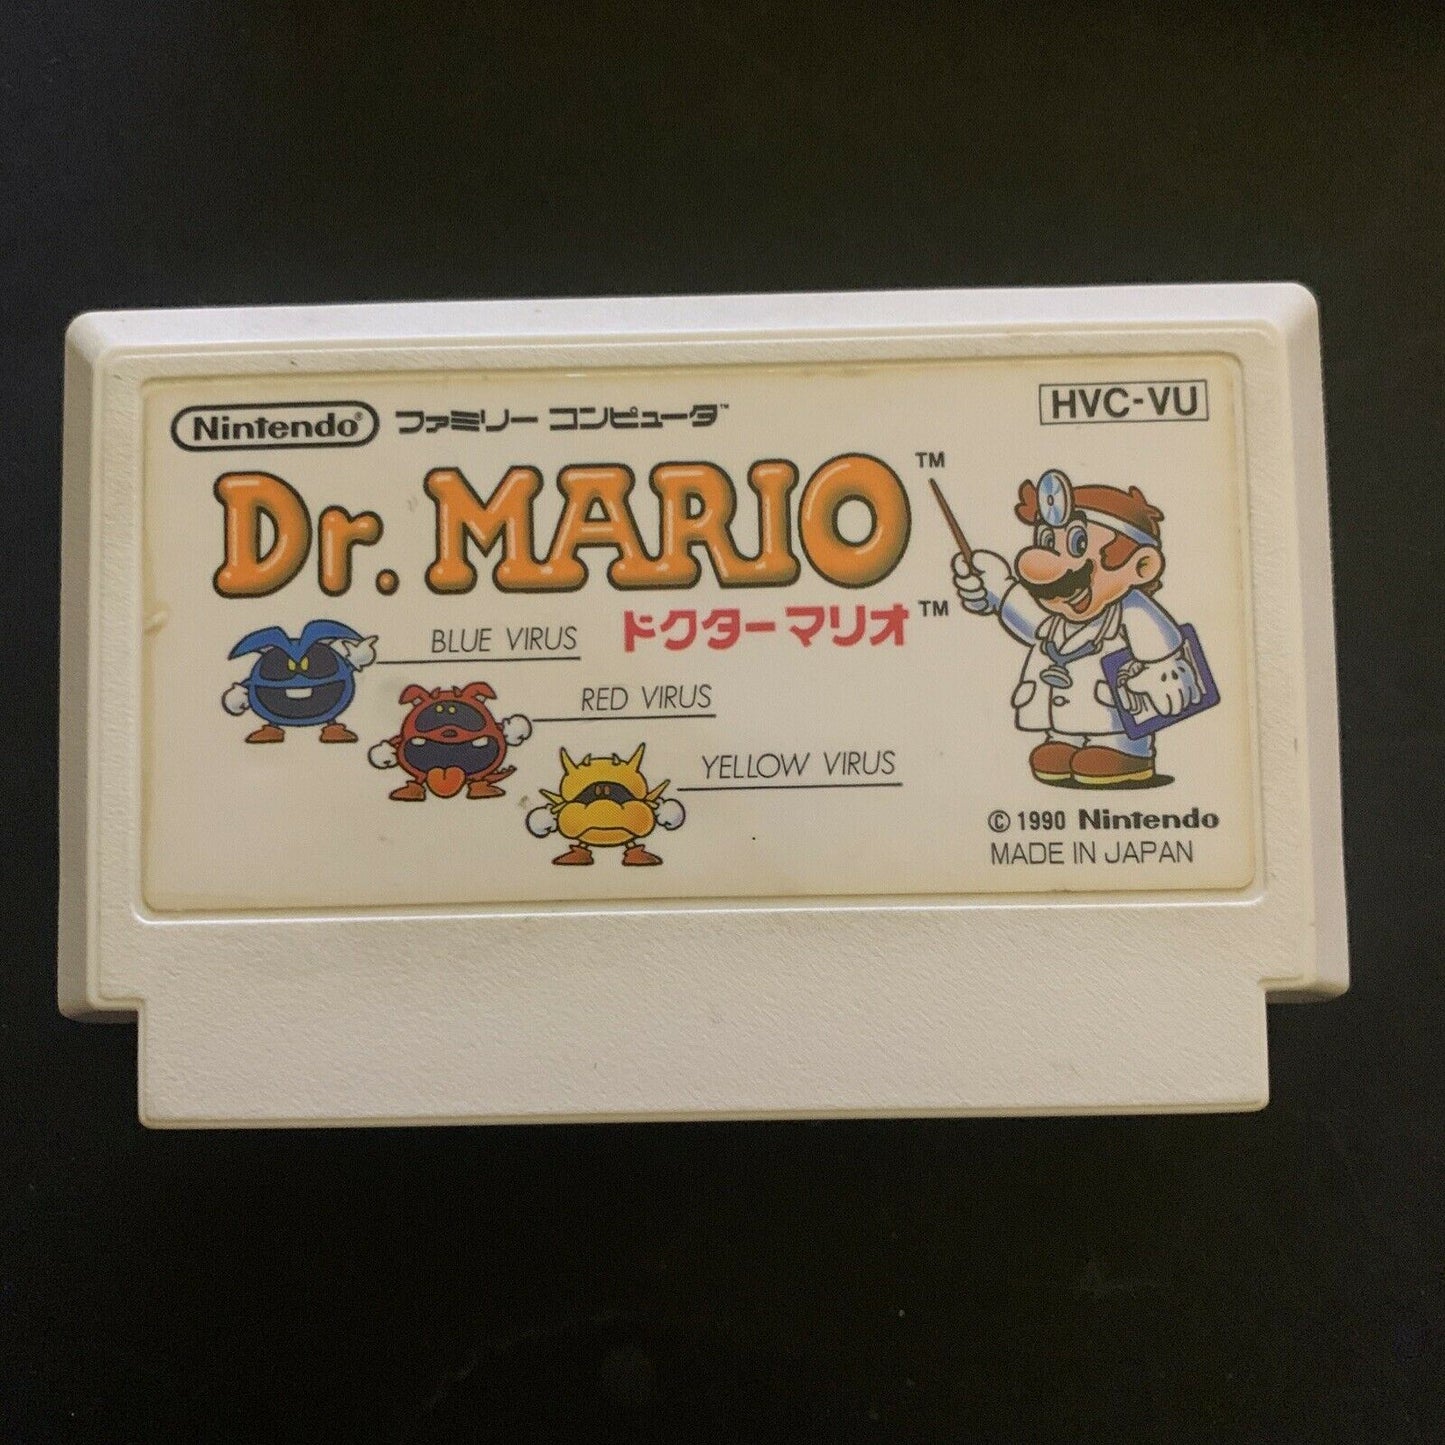 Nintendo® ファミリーコンピュータ™
HVC-VU
Dr. MARIO™
ドクターマリオ™
BLUE VIRUS
RED VIRUS
YELLOW VIRUS
© 1990 Nintendo
MADE IN JAPAN